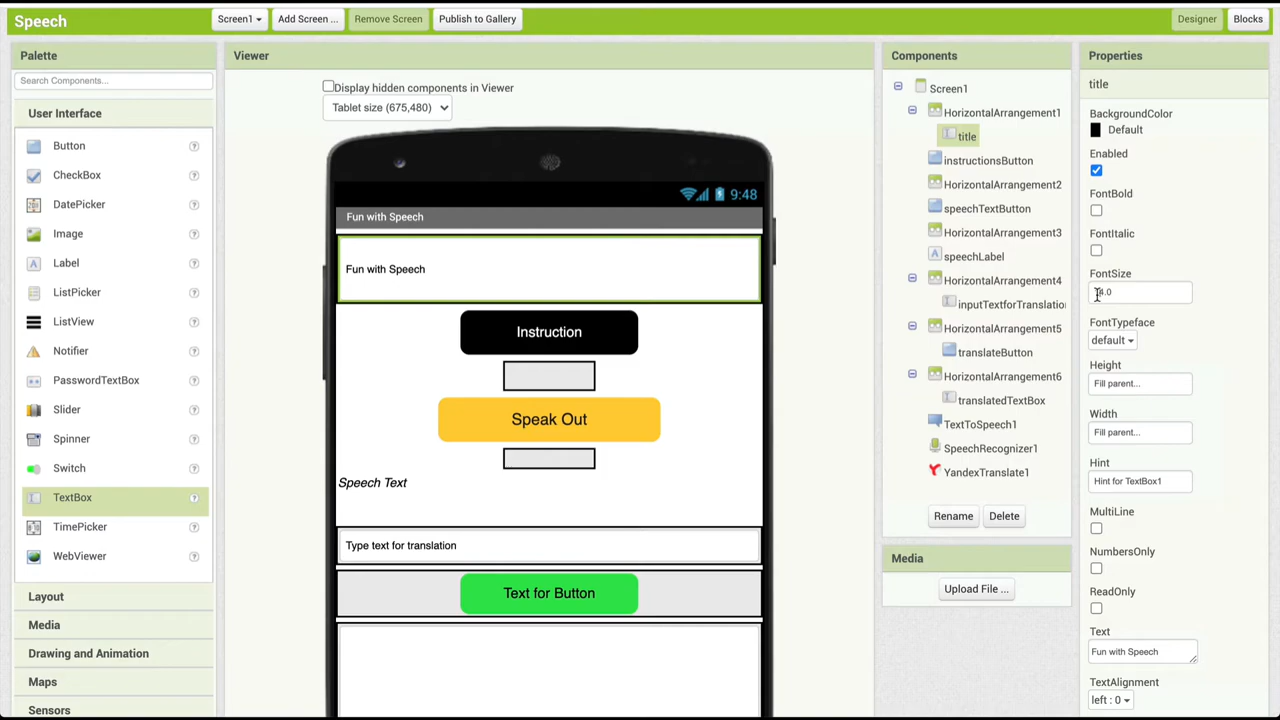 Speech
Screen1
Add Screen ...
Remove Screen
Publish to Gallery
Designer
Blocks
Palette
Search Components...
User Interface
Button
CheckBox
DatePicker
Image
Label
ListPicker
ListView
Notifier
PasswordTextBox
Slider
Spinner
Switch
TextBox
TimePicker
WebViewer
Layout
Media
Drawing and Animation
Maps
Sensors
Viewer
Display hidden components in Viewer
Tablet size (675,480)
9:48
Fun with Speech
Fun with Speech
Instruction
Speak Out
Speech Text
Type text for translation
Text for Button
Components
Screen1
HorizontalArrangement1
title
instructionsButton
HorizontalArrangement2
speechTextButton
HorizontalArrangement3
speechLabel
HorizontalArrangement4
inputTextforTranslation
HorizontalArrangement5
translateButton
HorizontalArrangement6
translatedTextBox
TextToSpeech1
SpeechRecognizer1
YandexTranslate1
Rename
Delete
Media
Upload File ...
Properties
title
BackgroundColor
Default
Enabled
FontBold
FontItalic
FontSize
FontTypeface
default
Height
Fill parent...
Width
Fill parent...
Hint
Hint for TextBox1
MultiLine
NumbersOnly
ReadOnly
Text
Fun with Speech
TextAlignment
left : 0